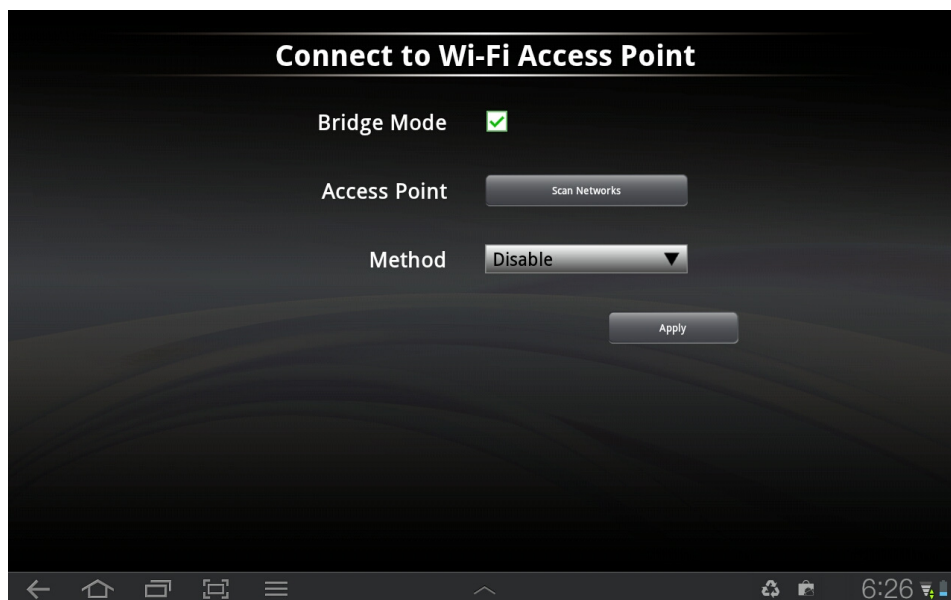 Connect to Wi-Fi Access Point
Bridge Mode
Access Point
Scan Networks
Method
Disable
Apply
6:26